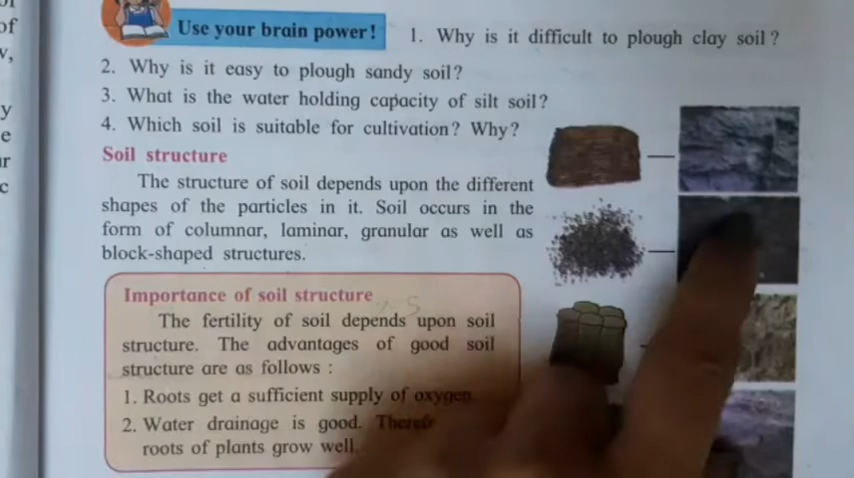 Use your brain power!
1. Why is it difficult to plough clay soil?
2. Why is it easy to plough sandy soil?
3. What is the water holding capacity of silt soil?
4. Which soil is suitable for cultivation? Why?
Soil structure
The structure of soil depends upon the different
shapes of the particles in it. Soil occurs in the
form of columnar, laminar, granular as well as
block-shaped structures.
Importance of soil structure
The fertility of soil depends upon soil
structure. The advantages of good soil
structure are as follows :
1. Roots get a sufficient supply of oxygen.
2. Water drainage is good.
roots of plants grow well.
of
y
e
c